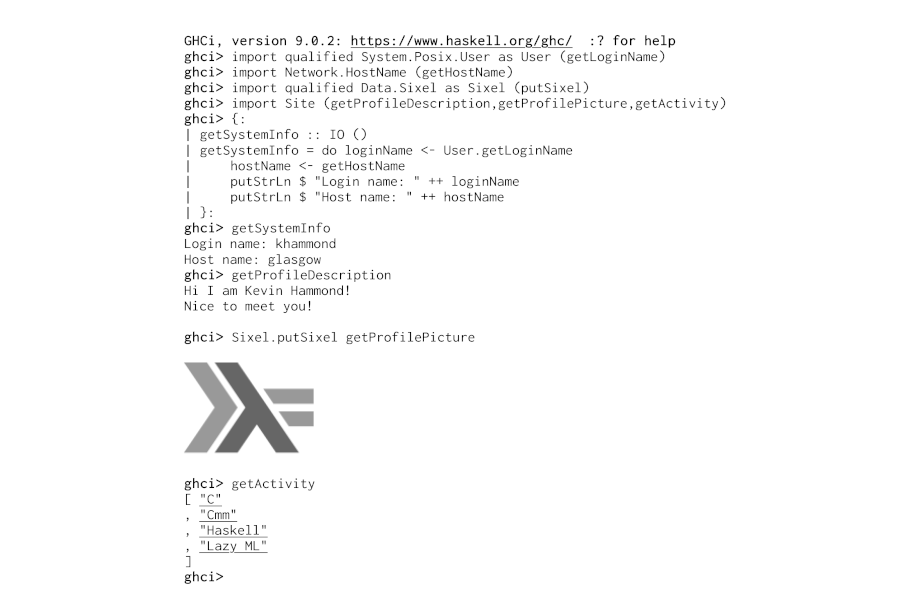 GHCi, version 9.0.2: https://www.haskell.org/ghc/  :? for help
ghci> import qualified System.Posix.User as User (getLoginName)
ghci> import Network.HostName (getHostName)
ghci> import qualified Data.Sixel as Sixel (putSixel)
ghci> import Site (getProfileDescription,getProfilePicture,getActivity)
ghci> {:
| getSystemInfo :: IO ()
| getSystemInfo = do loginName <- User.getLoginName
|     hostName <- getHostName
|     putStrLn $ "Login name: " ++ loginName
|     putStrLn $ "Host name: " ++ hostName
| }:
ghci> getSystemInfo
Login name: khammond
Host name: glasgow
ghci> getProfileDescription
Hi I am Kevin Hammond!
Nice to meet you!
ghci> Sixel.putSixel getProfilePicture
ghci> getActivity
[ "C"
, "Cmm"
, "Haskell"
, "Lazy ML"
]
ghci>